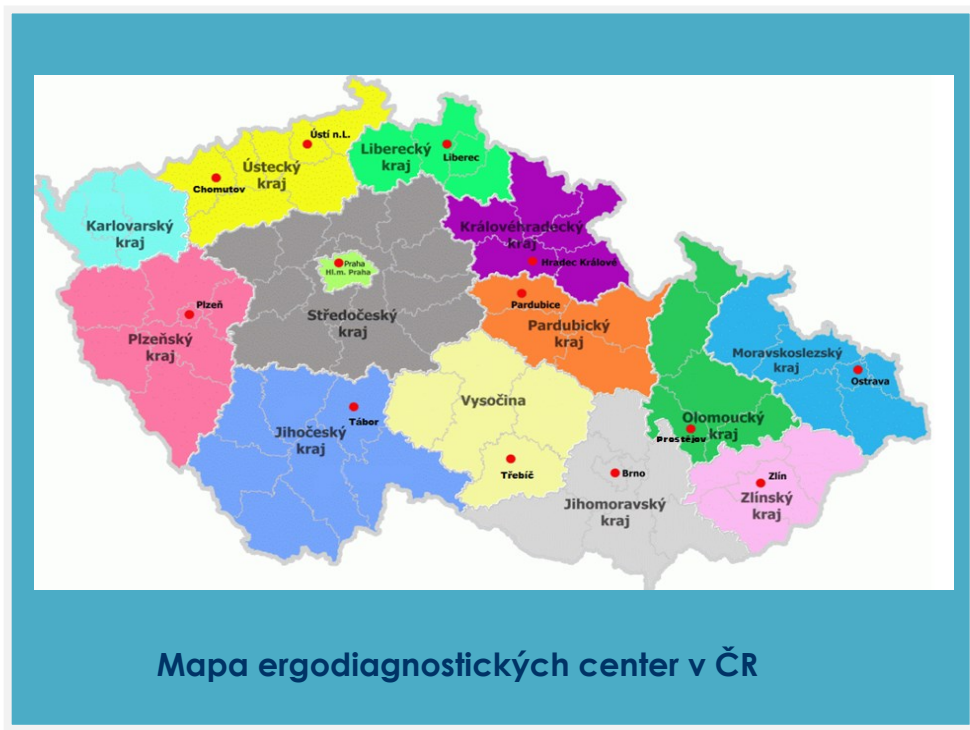 Ústí n.L.
Liberecký
kraj
Liberec
Ústecký
kraj
Chomutov
Karlovarský
kraj
Královéhradecký
kraj
Hradec Králové
Praha
Hl.m. Praha
Plzeň
Plzeňský
kraj
Středočeský
kraj
Pardubice
Pardubický
kraj
Moravskoslezský
kraj
Ostrava
Vysočina
Tábor
Jihočeský
kraj
Olomoucký
kraj
Prostějov
Třebíč
Brno
Jihomoravský
kraj
Zlín
Zlínský
kraj
Mapa ergodiagnostických center v ČR